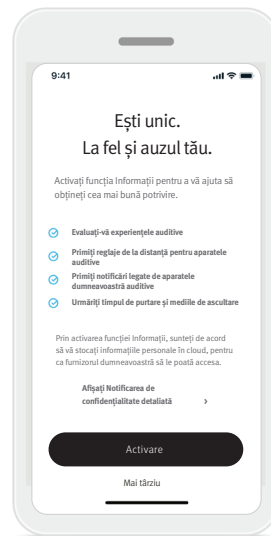 9:41
Ești unic.
La fel și auzul tău.
Activați funcția Informații pentru a vă ajuta să
obțineți cea mai bună potrivire.
Evaluați-vă experiențele auditive
Primiți reglaje de la distanță pentru aparatele
auditive
Primiți notificări legate de aparatele
dumneavoastră auditive
Urmăriți timpul de purtare și mediile de ascultare
Prin activarea funcției Informații, sunteți de acord
să vă stocați informațiile personale în cloud, pentru
ca furnizorul dumneavoastră să le poată accesa.
Afișați Notificarea de
confidențialitate detaliată
Activare
Mai târziu